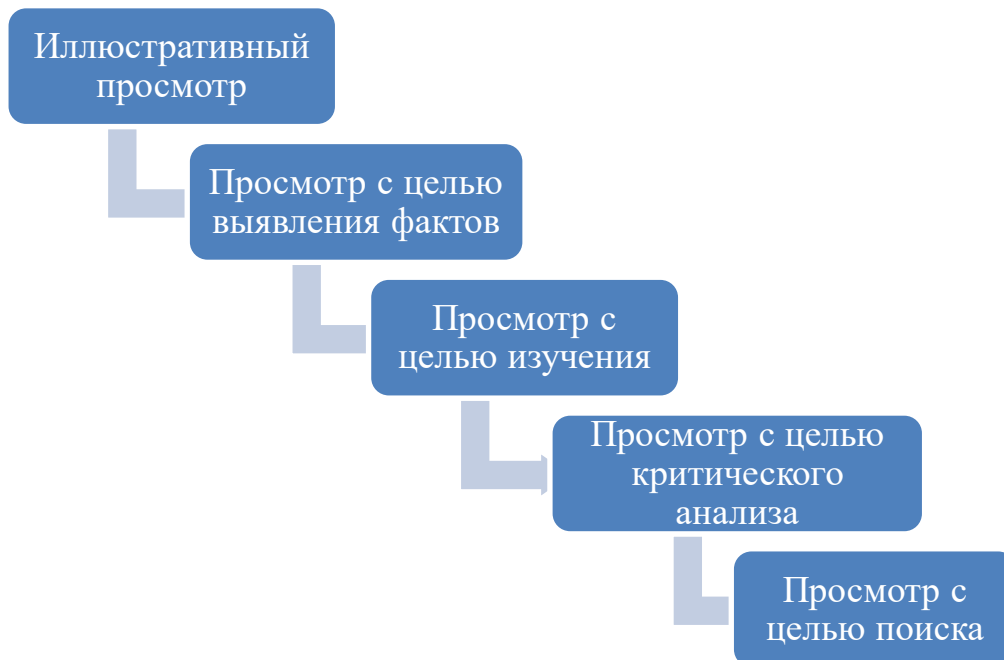 Иллюстративный
просмотр
Просмотр с целью
выявления фактов
Просмотр с
целью изучения
Просмотр с целью
критического
анализа
Просмотр с
целью поиска